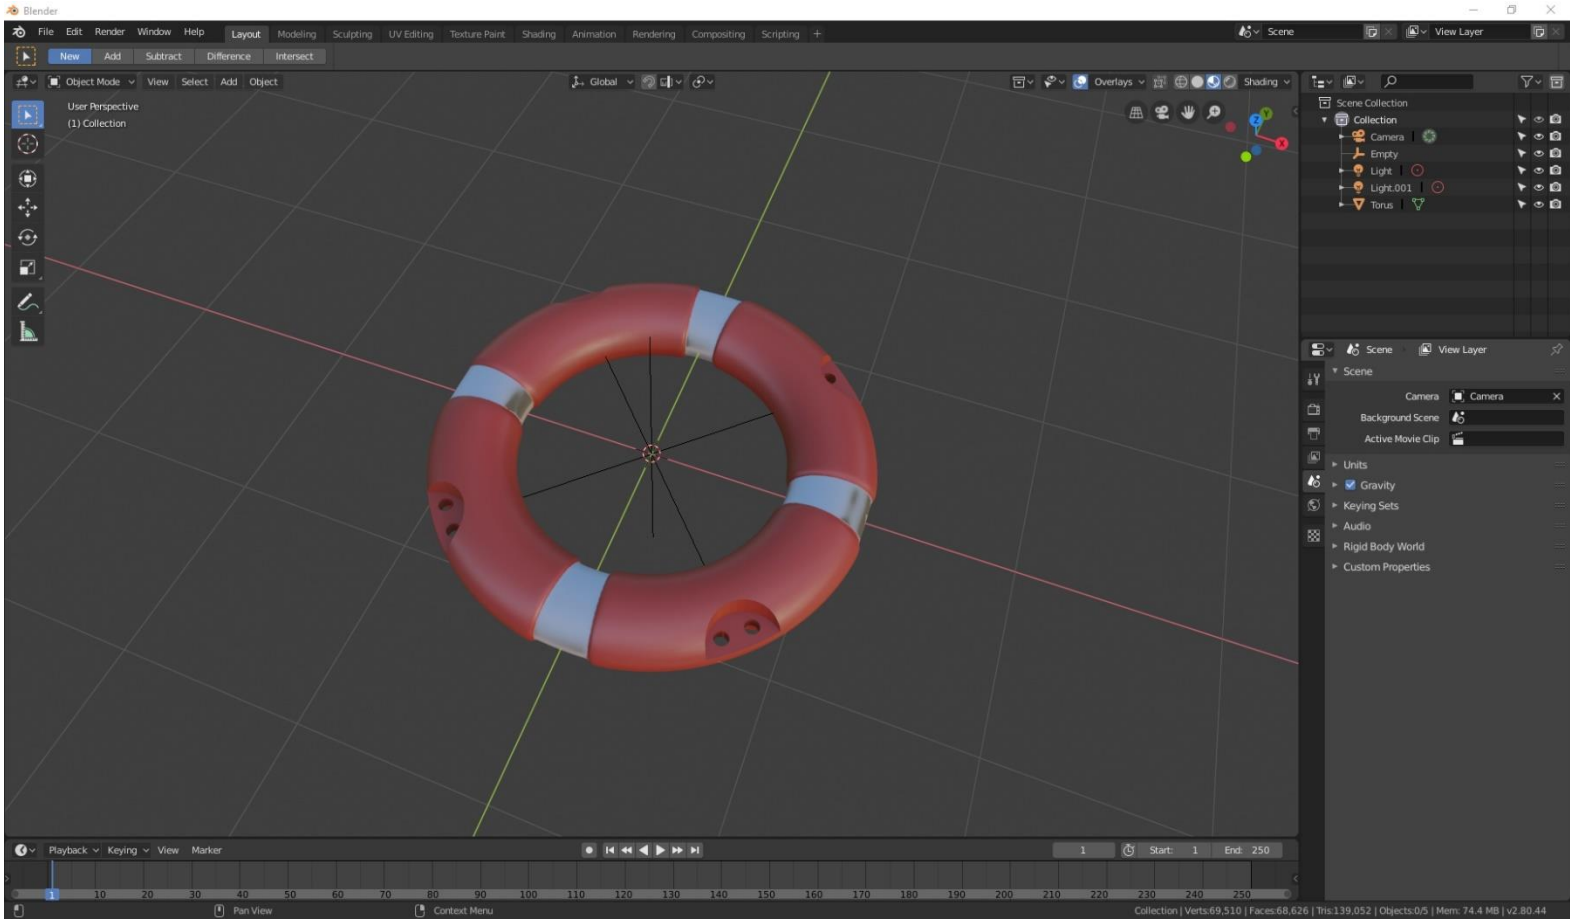 Blender
File Edit Render Window Help Layout Modeling Sculpting UV Editing Texture Paint Shading Animation Rendering Compositing Scripting + Scene View Layer
New Add Subtract Difference Intersect
Object Mode View Select Add Object Global Overlays Shading
User Perspective
(1) Collection
Z Y X
Scene Collection
Collection
Camera
Empty
Light
Light.001
Torus
Scene View Layer
Scene
Camera Camera
Background Scene
Active Movie Clip
Units
Gravity
Keying Sets
Audio
Rigid Body World
Custom Properties
Playback Keying View Marker 1 Start: 1 End: 250
1 10 20 30 40 50 60 70 80 90 100 110 120 130 140 150 160 170 180 190 200 210 220 230 240 250
Pan View Context Menu Collection | Verts:69,510 | Faces:68,626 | Tris:139,052 | Objects:0/5 | Mem: 74.4 MB | v2.80.44